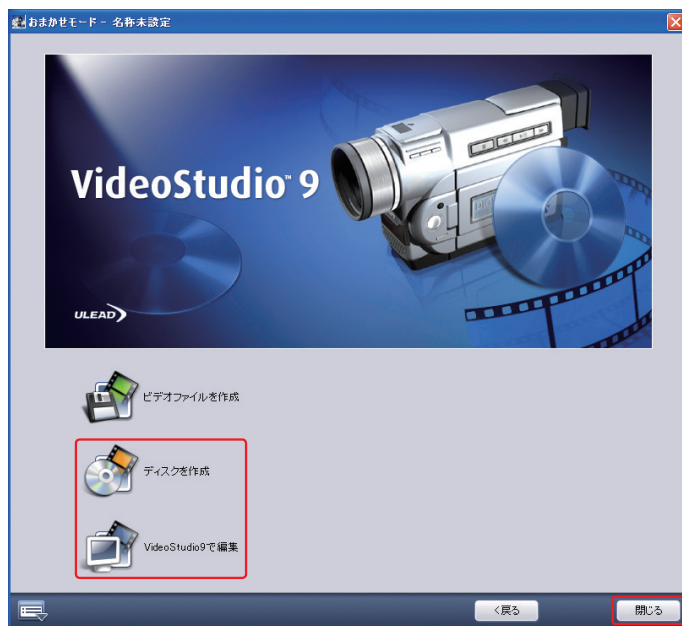 おまかせモード - 名称未設定
VideoStudio™ 9
ULEAD
ビデオファイルを作成
ディスクを作成
VideoStudio9で編集
<戻る
閉じる